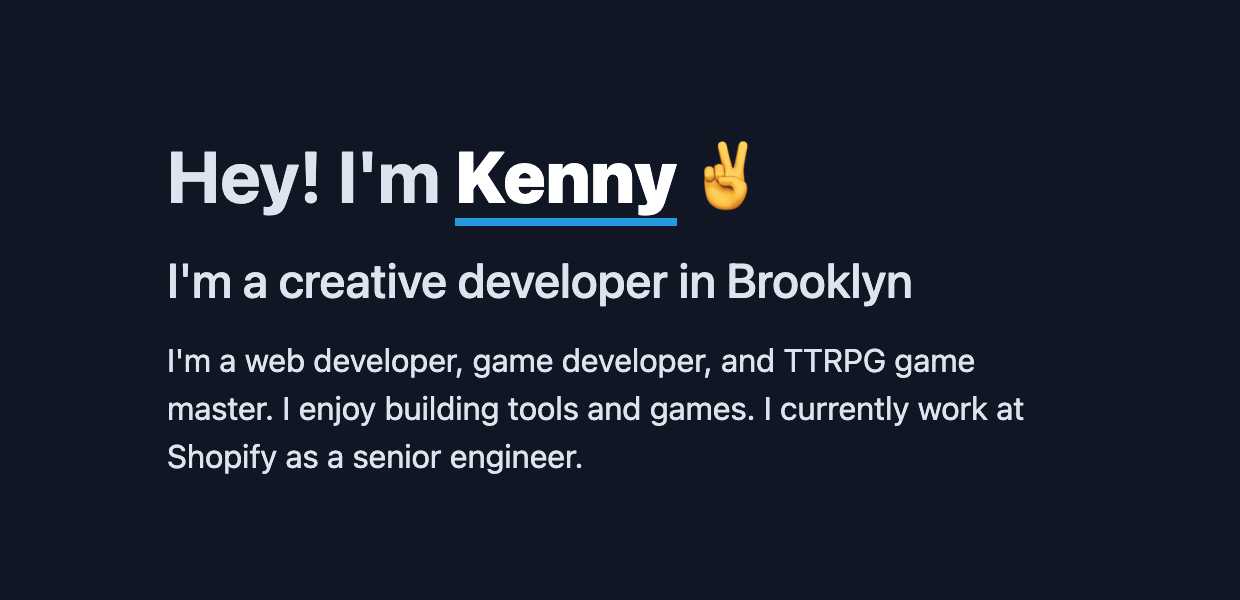 Hey! I'm Kenny ✌️
I'm a creative developer in Brooklyn
I'm a web developer, game developer, and TTRPG game
master. I enjoy building tools and games. I currently work at
Shopify as a senior engineer.